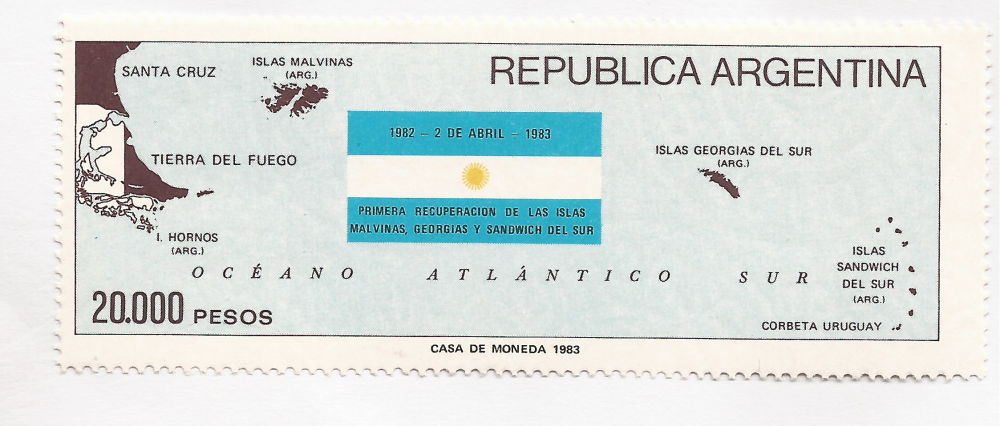 REPUBLICA ARGENTINA
ISLAS MALVINAS
(ARG.)
SANTA CRUZ
1982 - 2 DE ABRIL - 1983
TIERRA DEL FUEGO
ISLAS GEORGIAS DEL SUR
(ARG.)
PRIMERA RECUPERACION DE LAS ISLAS
MALVINAS, GEORGIAS Y SANDWICH DEL SUR
I. HORNOS
(ARG.)
ISLAS
SANDWICH
DEL SUR
(ARG.)
OCÉANO ATLÁNTICO SUR
20.000 PESOS
CORBETA URUGUAY
CASA DE MONEDA 1983